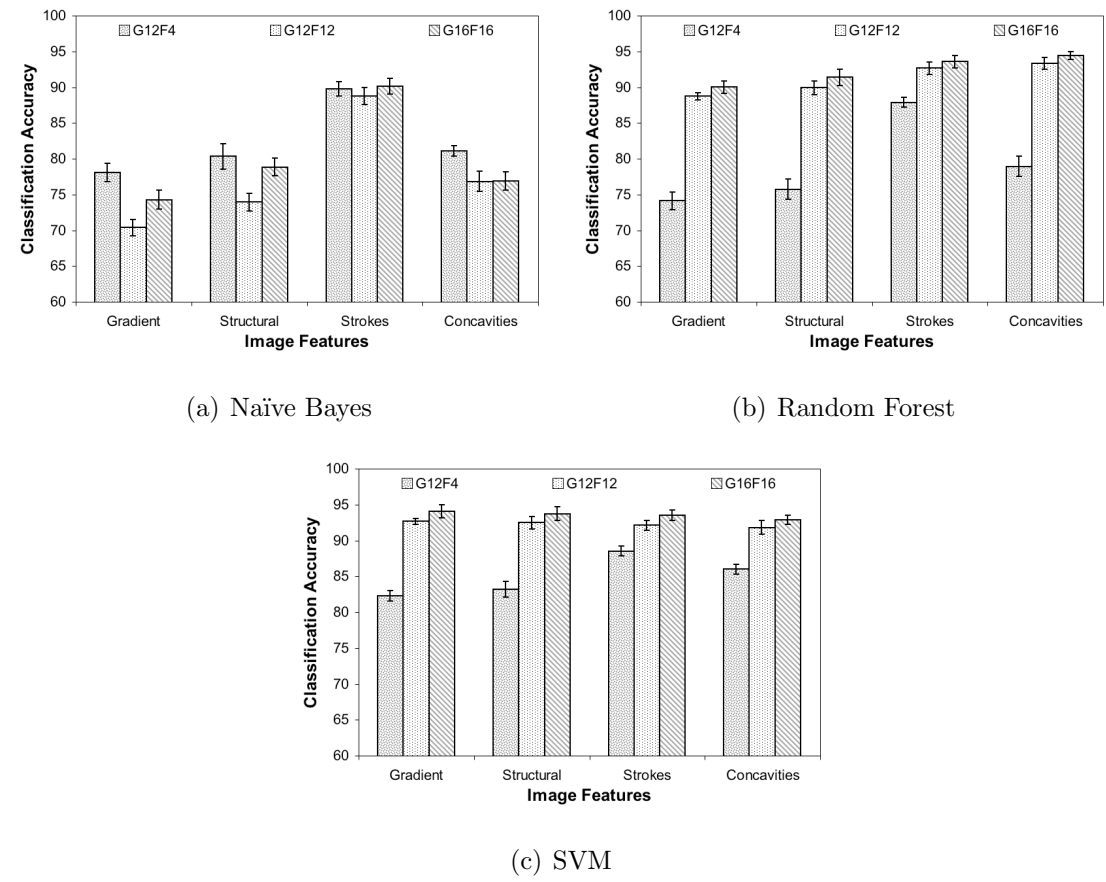 100
95
90
85
80
75
70
65
60
Classification Accuracy
G12F4 G12F12 G16F16
Gradient Structural Strokes Concavities
Image Features
(a) Naïve Bayes
100
95
90
85
80
75
70
65
60
Classification Accuracy
G12F4 G12F12 G16F16
Gradient Structural Strokes Concavities
Image Features
(b) Random Forest
100
95
90
85
80
75
70
65
60
Classification Accuracy
G12F4 G12F12 G16F16
Gradient Structural Strokes Concavities
Image Features
(c) SVM